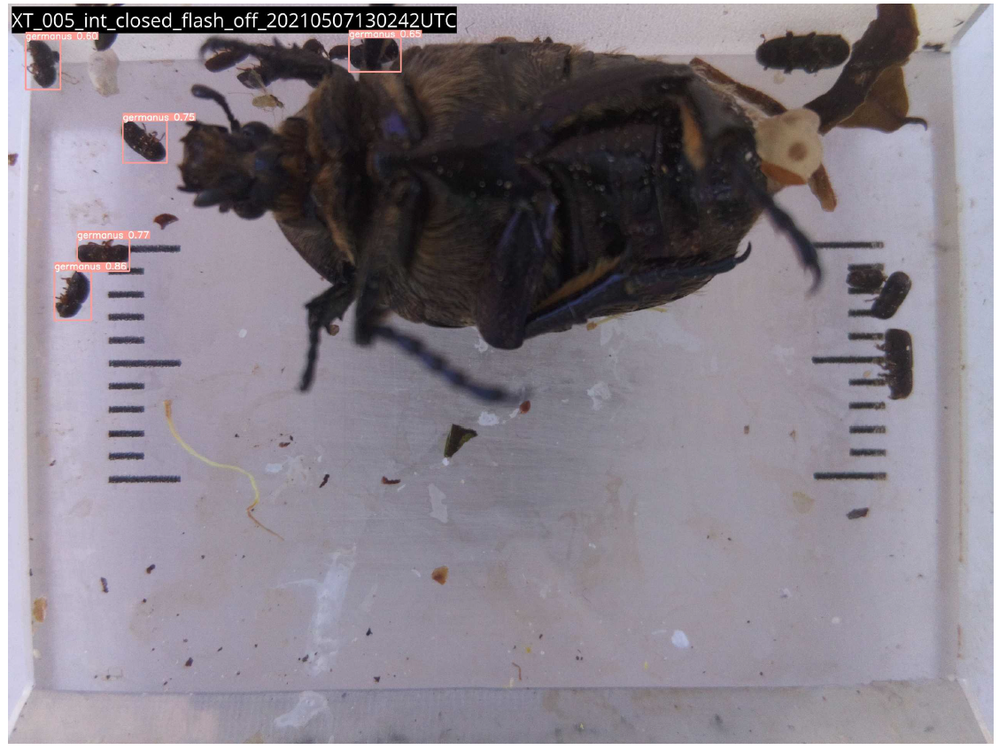 XT_005_int_closed_flash_off_20210507130242UTC
germanus 0.60
germanus 0.65
germanus 0.75
germanus 0.77
germanus 0.86